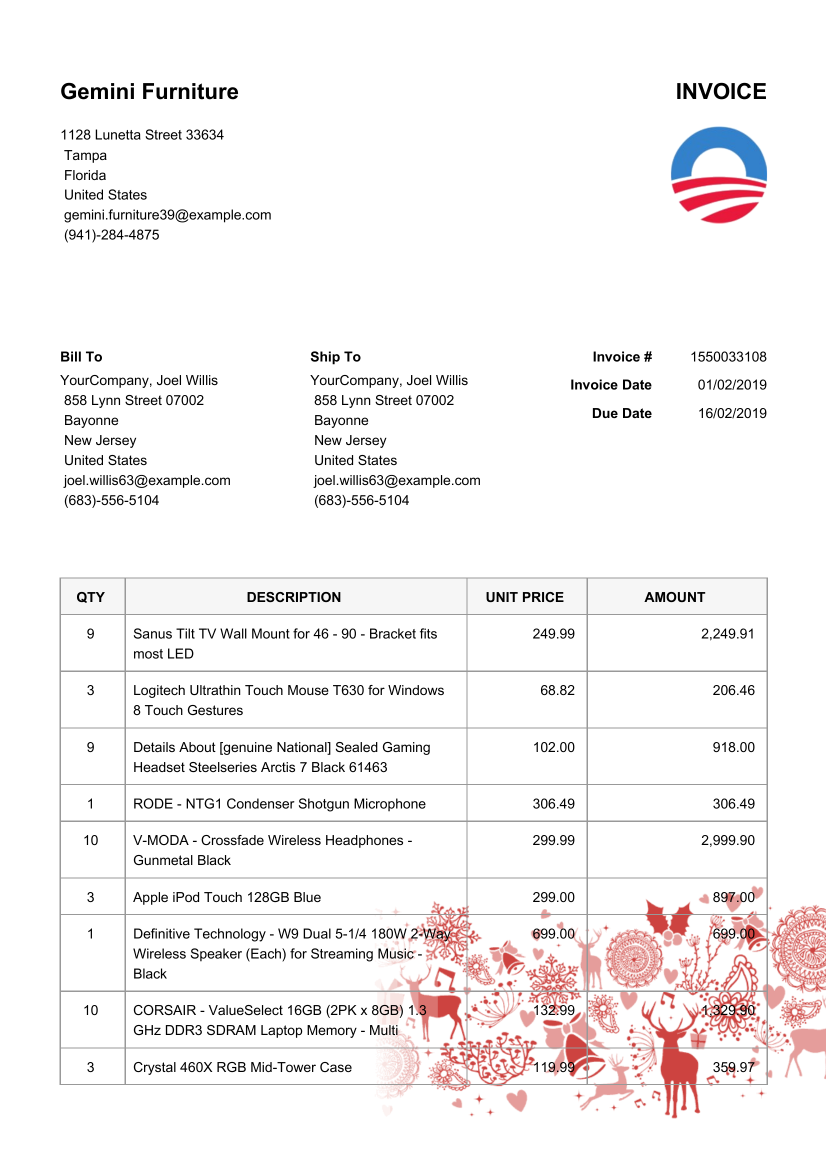 Gemini Furniture
INVOICE
1128 Lunetta Street 33634
Tampa
Florida
United States
gemini.furniture39@example.com
(941)-284-4875
Bill To
YourCompany, Joel Willis
858 Lynn Street 07002
Bayonne
New Jersey
United States
joel.willis63@example.com
(683)-556-5104
Ship To
YourCompany, Joel Willis
858 Lynn Street 07002
Bayonne
New Jersey
United States
joel.willis63@example.com
(683)-556-5104
Invoice # 1550033108
Invoice Date 01/02/2019
Due Date 16/02/2019
QTY DESCRIPTION UNIT PRICE AMOUNT
9 Sanus Tilt TV Wall Mount for 46 - 90 - Bracket fits 249.99 2,249.91
most LED
3 Logitech Ultrathin Touch Mouse T630 for Windows 68.82 206.46
8 Touch Gestures
9 Details About [genuine National] Sealed Gaming 102.00 918.00
Headset Steelseries Arctis 7 Black 61463
1 RODE - NTG1 Condenser Shotgun Microphone 306.49 306.49
10 V-MODA - Crossfade Wireless Headphones - 299.99 2,999.90
Gunmetal Black
3 Apple iPod Touch 128GB Blue 299.00 897.00
1 Definitive Technology - W9 Dual 5-1/4 180W 2-Way 699.00 699.00
Wireless Speaker (Each) for Streaming Music -
Black
10 CORSAIR - ValueSelect 16GB (2PK x 8GB) 1.3 132.99 1,329.90
GHz DDR3 SDRAM Laptop Memory - Multi
3 Crystal 460X RGB Mid-Tower Case 119.99 359.97